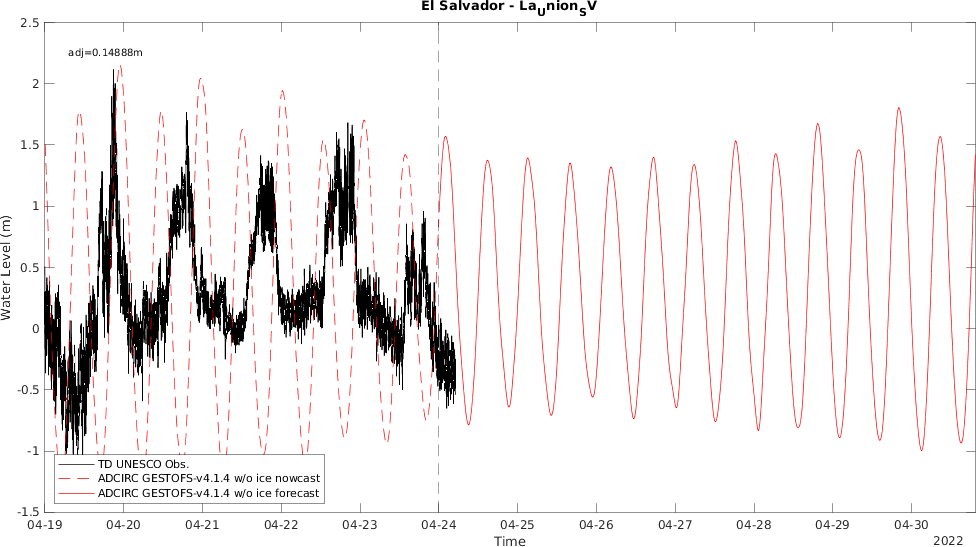 El Salvador - LaUnionSV
adj=0.14888m
2.5
2
1.5
1
0.5
0
-0.5
-1
-1.5
Water Level (m)
TD UNESCO Obs.
ADCIRC GESTOFS-v4.1.4 w/o ice nowcast
ADCIRC GESTOFS-v4.1.4 w/o ice forecast
04-19 04-20 04-21 04-22 04-23 04-24 04-25 04-26 04-27 04-28 04-29 04-30
Time
2022